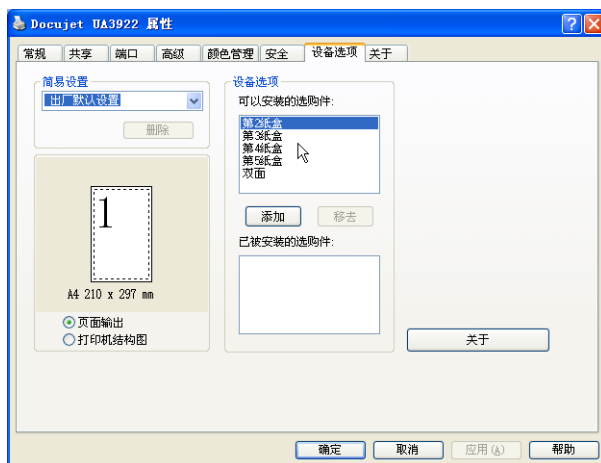 Docujet UA3922 属性
常规 共享 端口 高级 颜色管理 安全 设备选项 关于
简易设置
出厂默认设置
删除
1
A4 210 x 297 mm
页面输出
打印机结构图
设备选项
可以安装的选购件:
第2纸盒
第3纸盒
第4纸盒
第5纸盒
双面
添加 移去
已被安装的选购件:
关于
确定 取消 应用(A) 帮助